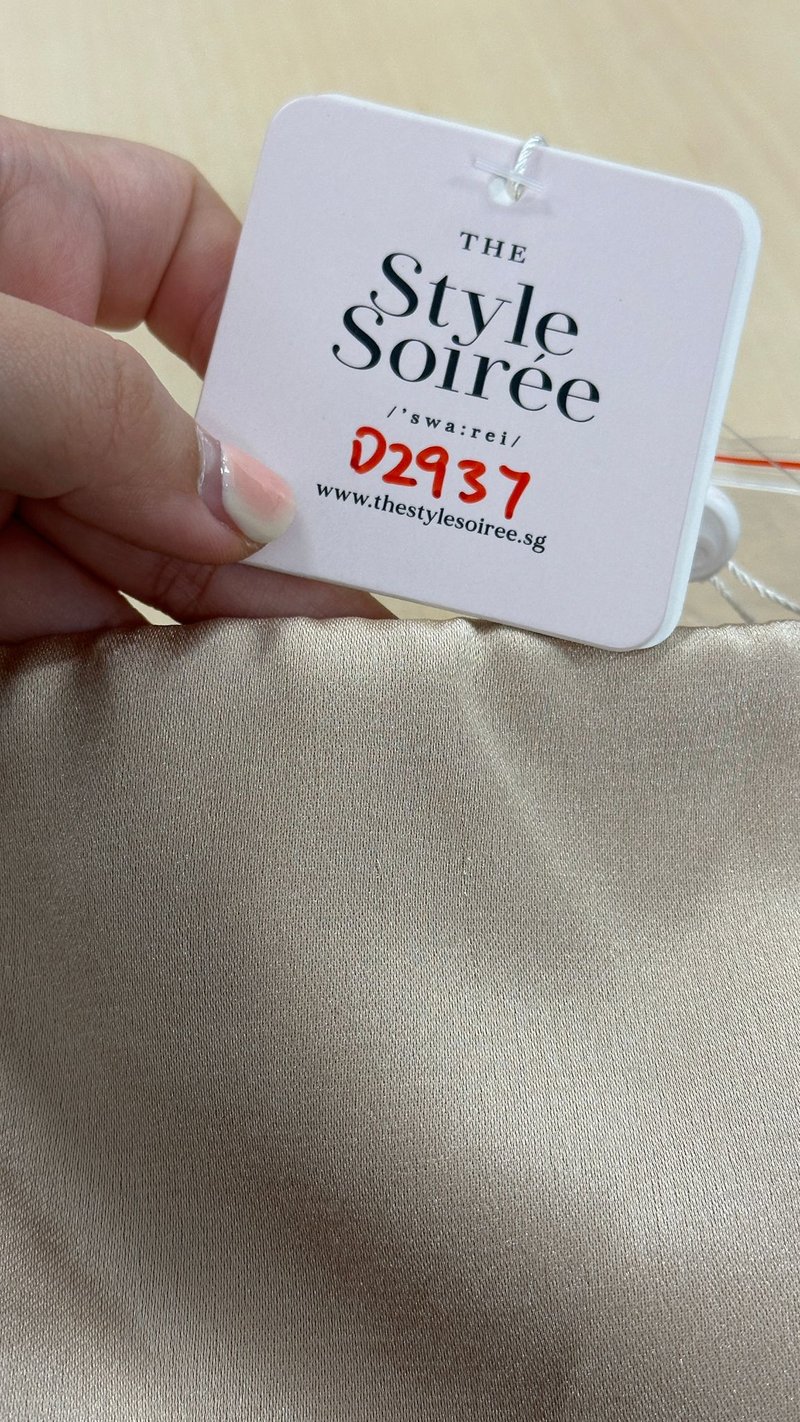 THE
Style
Soirée
/'swa:rei/
D2937
www.thestylesoiree.sg